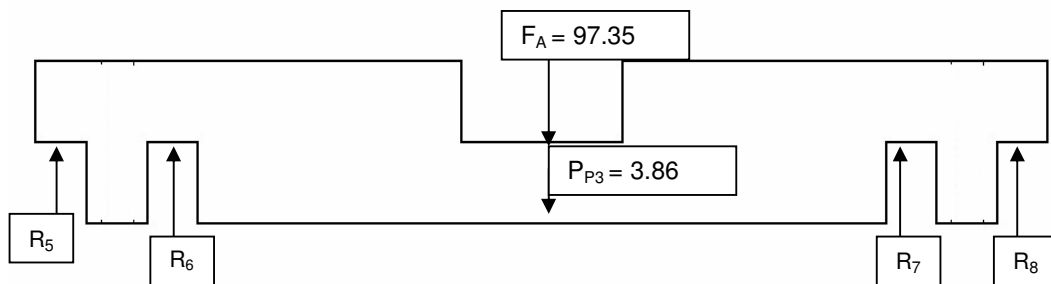 F_A = 97.35
P_P3 = 3.86
R_5
R_6
R_7
R_8